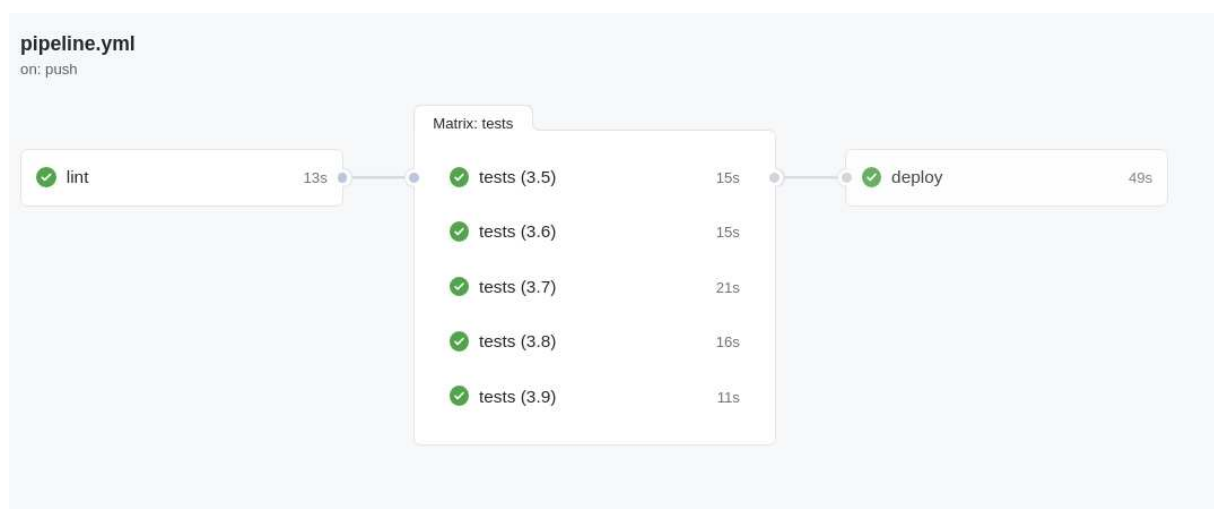 pipeline.yml
on: push
Matrix: tests
lint 13s
tests (3.5) 15s
tests (3.6) 15s
tests (3.7) 21s
tests (3.8) 16s
tests (3.9) 11s
deploy 49s